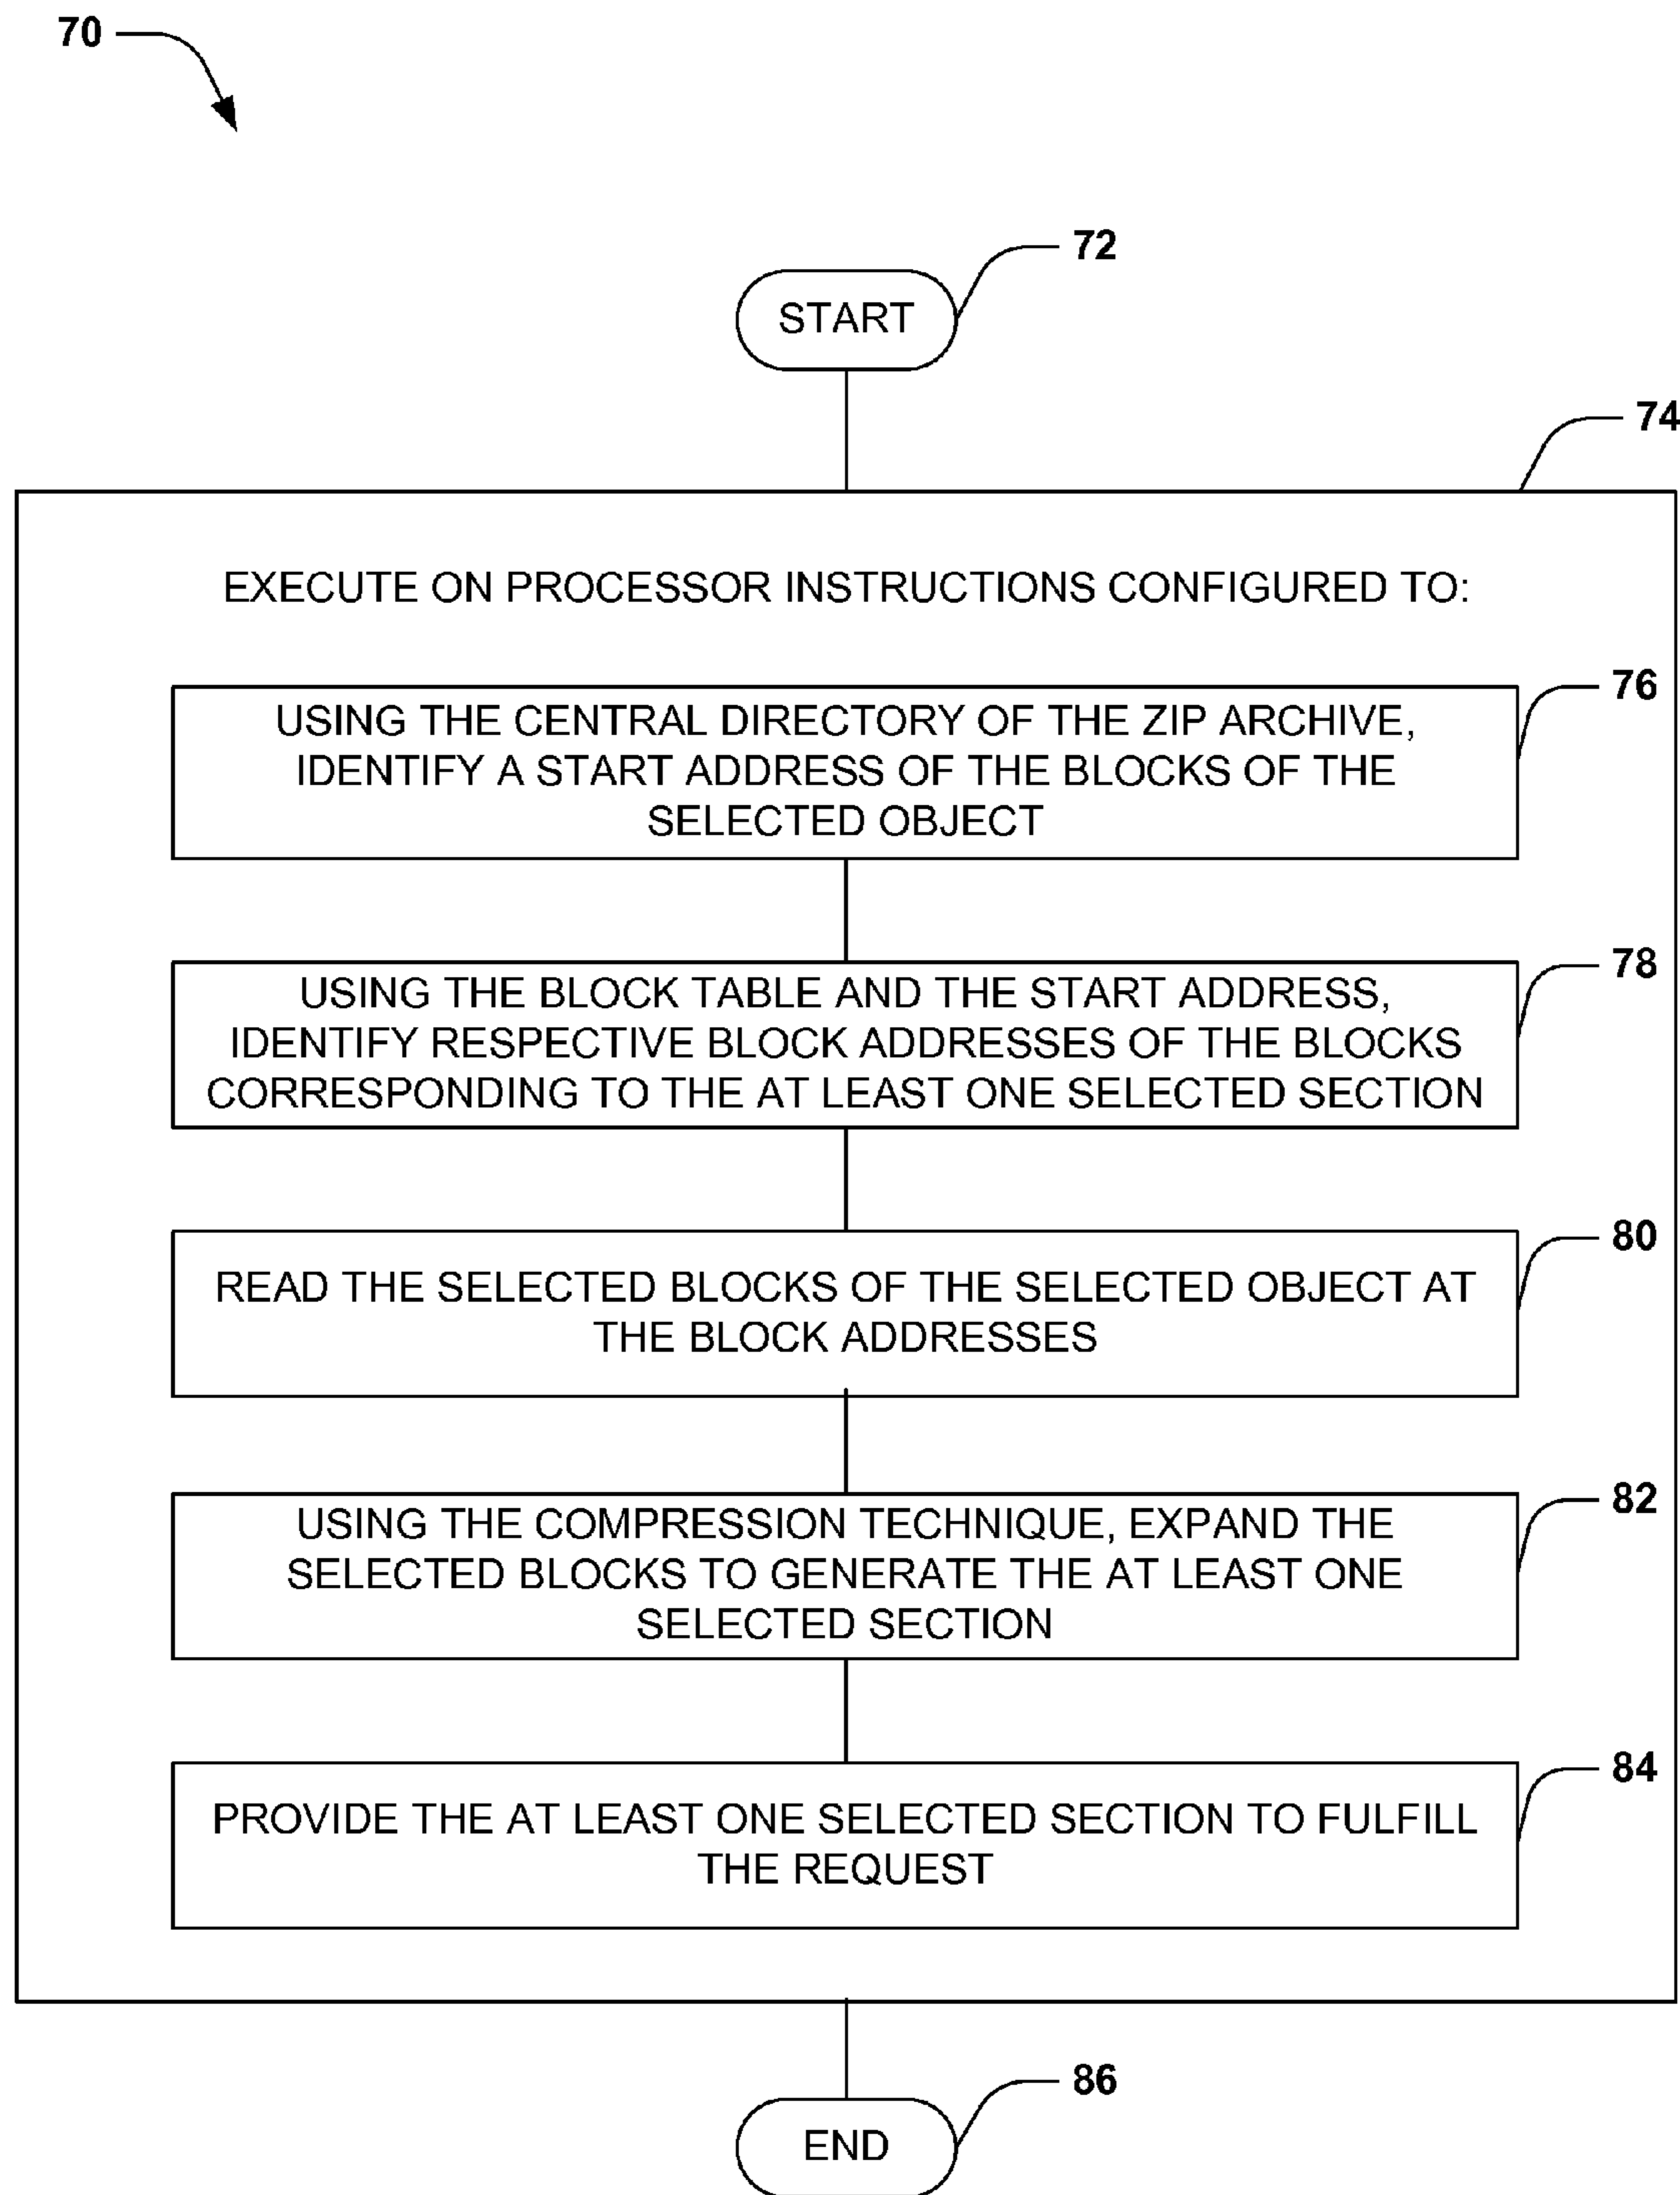 70
72
START
74
EXECUTE ON PROCESSOR INSTRUCTIONS CONFIGURED TO:
76
USING THE CENTRAL DIRECTORY OF THE ZIP ARCHIVE,
IDENTIFY A START ADDRESS OF THE BLOCKS OF THE
SELECTED OBJECT
78
USING THE BLOCK TABLE AND THE START ADDRESS,
IDENTIFY RESPECTIVE BLOCK ADDRESSES OF THE BLOCKS
CORRESPONDING TO THE AT LEAST ONE SELECTED SECTION
80
READ THE SELECTED BLOCKS OF THE SELECTED OBJECT AT
THE BLOCK ADDRESSES
82
USING THE COMPRESSION TECHNIQUE, EXPAND THE
SELECTED BLOCKS TO GENERATE THE AT LEAST ONE
SELECTED SECTION
84
PROVIDE THE AT LEAST ONE SELECTED SECTION TO FULFILL
THE REQUEST
86
END